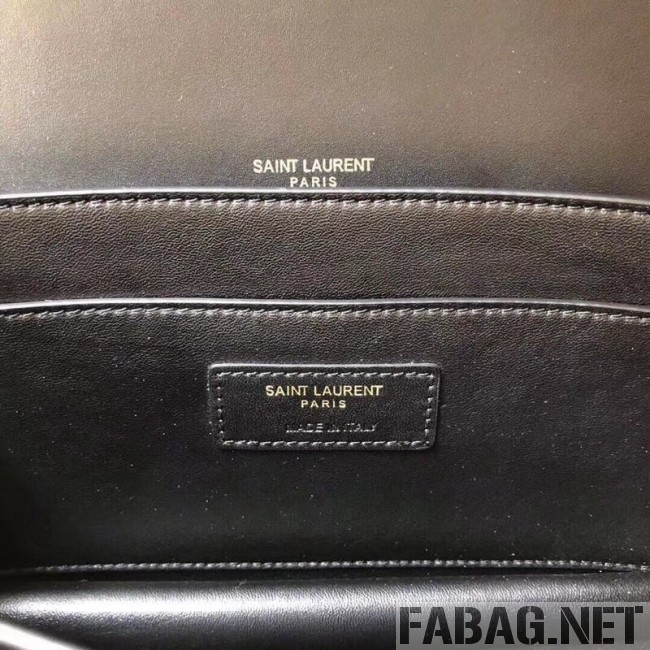 SAINT LAURENT
PARIS
SAINT LAURENT
PARIS
MADE IN ITALY
FABAG.NET